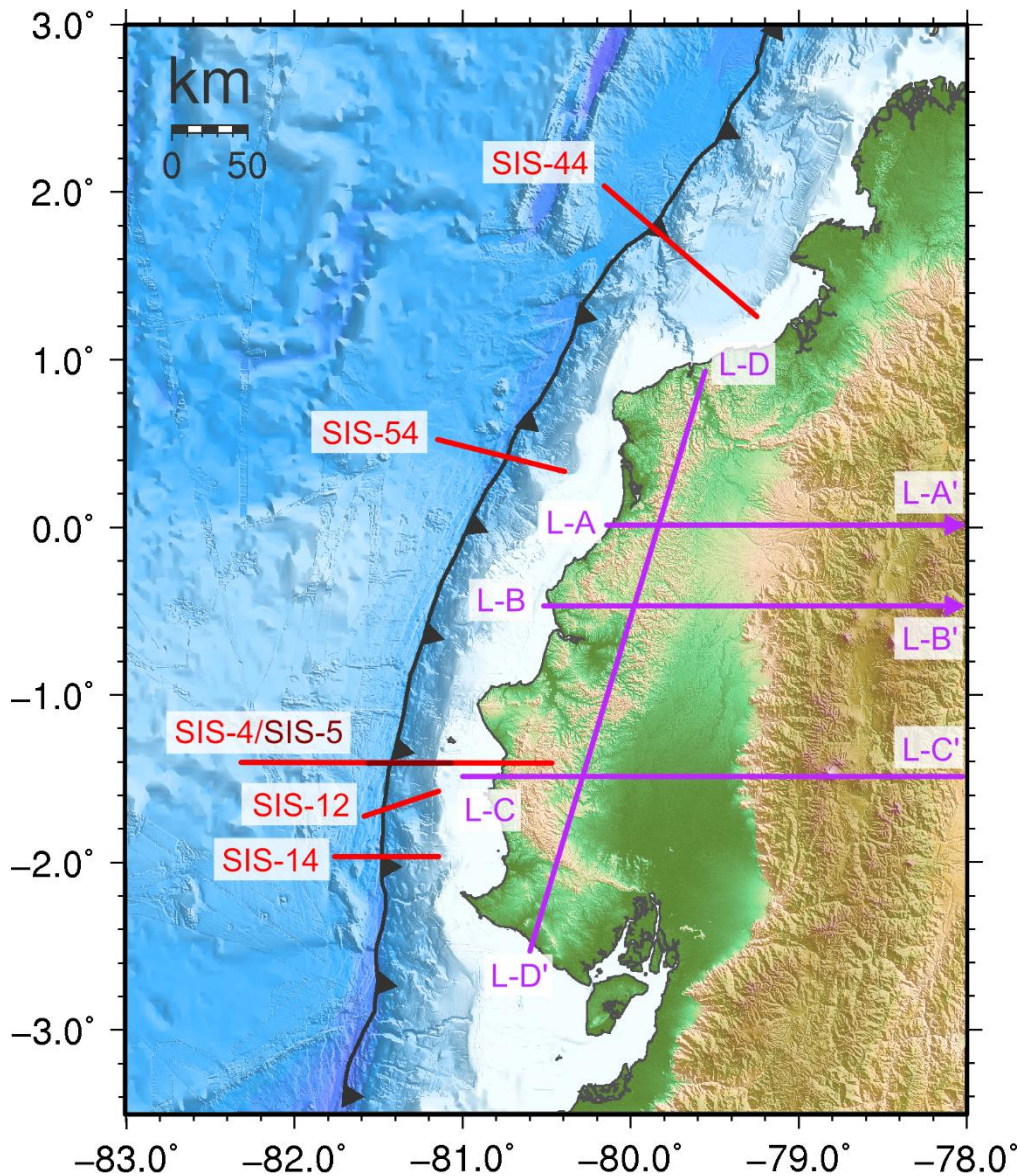 3.0°
km
0 50
SIS-44
2.0°
1.0°
L-D
SIS-54
L-A'
L-A
0.0°
L-B
L-B'
−1.0°
SIS-4/SIS-5
L-C'
SIS-12
L-C
SIS-14
−2.0°
L-D'
−3.0°
−83.0° −82.0° −81.0° −80.0° −79.0° −78.0°